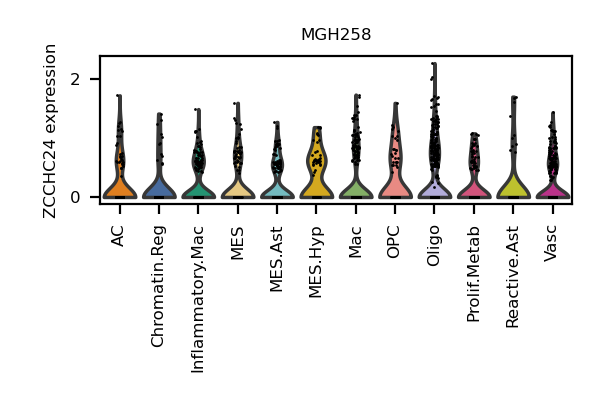 MGH258
ZCCHC24 expression
2
0
AC
Chromatin.Reg
Inflammatory.Mac
MES
MES.Ast
MES.Hyp
Mac
OPC
Oligo
Prolif.Metab
Reactive.Ast
Vasc